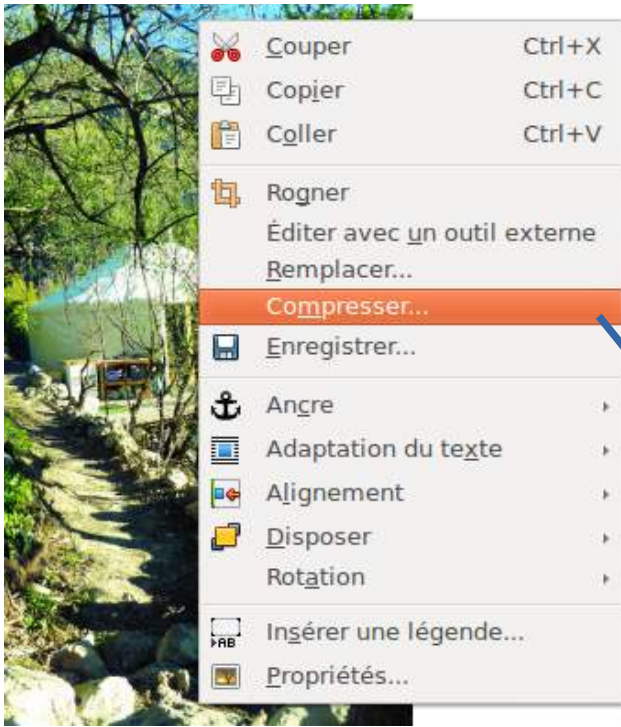 Couper Ctrl+X
Copier Ctrl+C
Coller Ctrl+V
Rogner
Éditer avec un outil externe
Remplacer...
Compresser...
Enregistrer...
Ancre
Adaptation du texte
Alignement
Disposer
Rotation
AB Insérer une légende...
Propriétés...